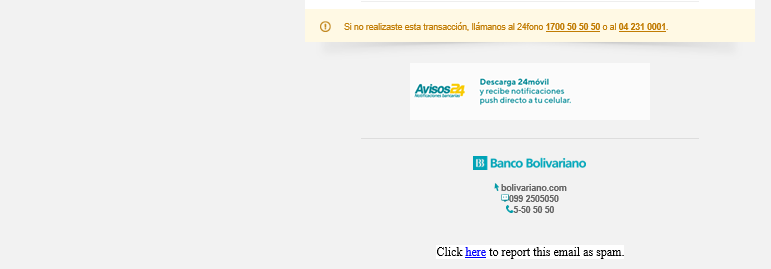 Si no realizaste esta transacción, llámanos al 24fono 1700 50 50 50 o al 04 231 0001.
Avisos24
Notificaciones bancarias
Descarga 24móvil
y recibe notificaciones
push directo a tu celular.
Banco Bolivariano
bolivariano.com
099 2505050
5-50 50 50
Click here to report this email as spam.